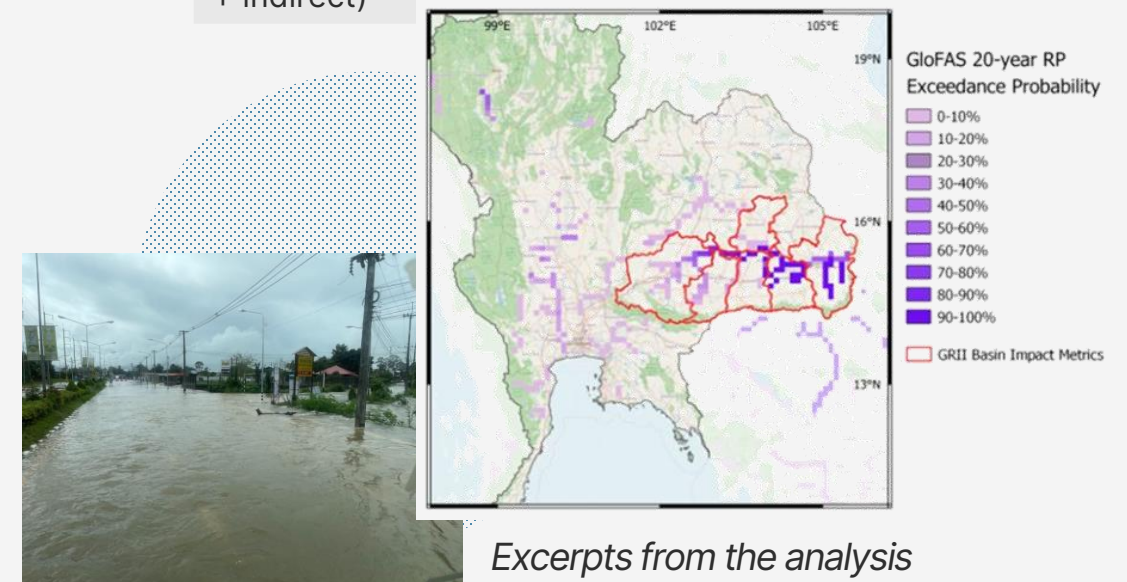 + Indirect)
99°E
102°E
105°E
19°N
16°N
13°N
GloFAS 20-year RP
Exceedance Probability
0-10%
10-20%
20-30%
30-40%
40-50%
50-60%
60-70%
70-80%
80-90%
90-100%
GRII Basin Impact Metrics
Excerpts from the analysis